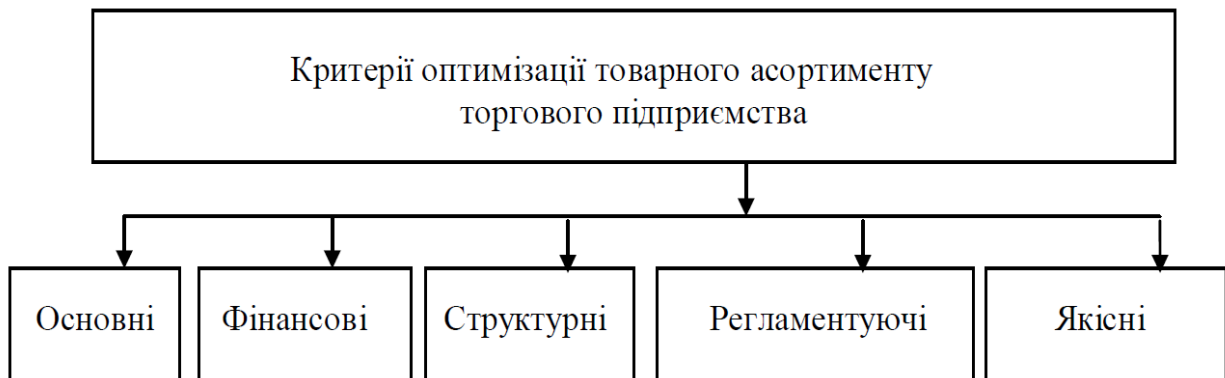 Критерії оптимізації товарного асортименту
торгового підприємства
Основні Фінансові Структурні Регламентуючі Якісні